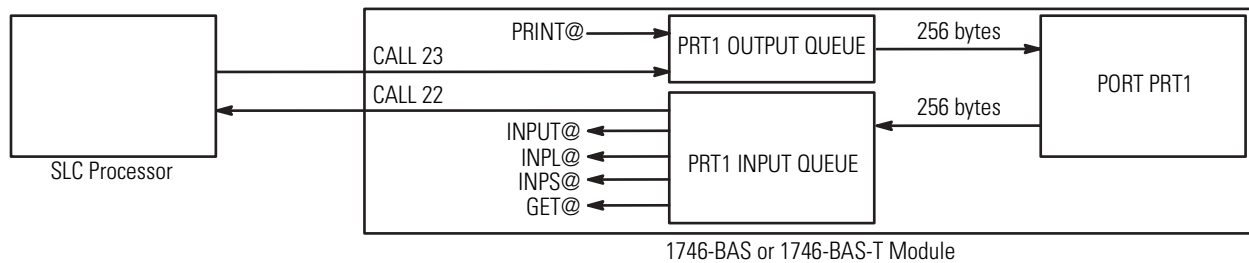 PRINT@
PRT1 OUTPUT QUEUE
256 bytes
PORT PRT1
CALL 23
CALL 22
256 bytes
INPUT@
INPL@
INPS@
GET@
PRT1 INPUT QUEUE
SLC Processor
1746-BAS or 1746-BAS-T Module